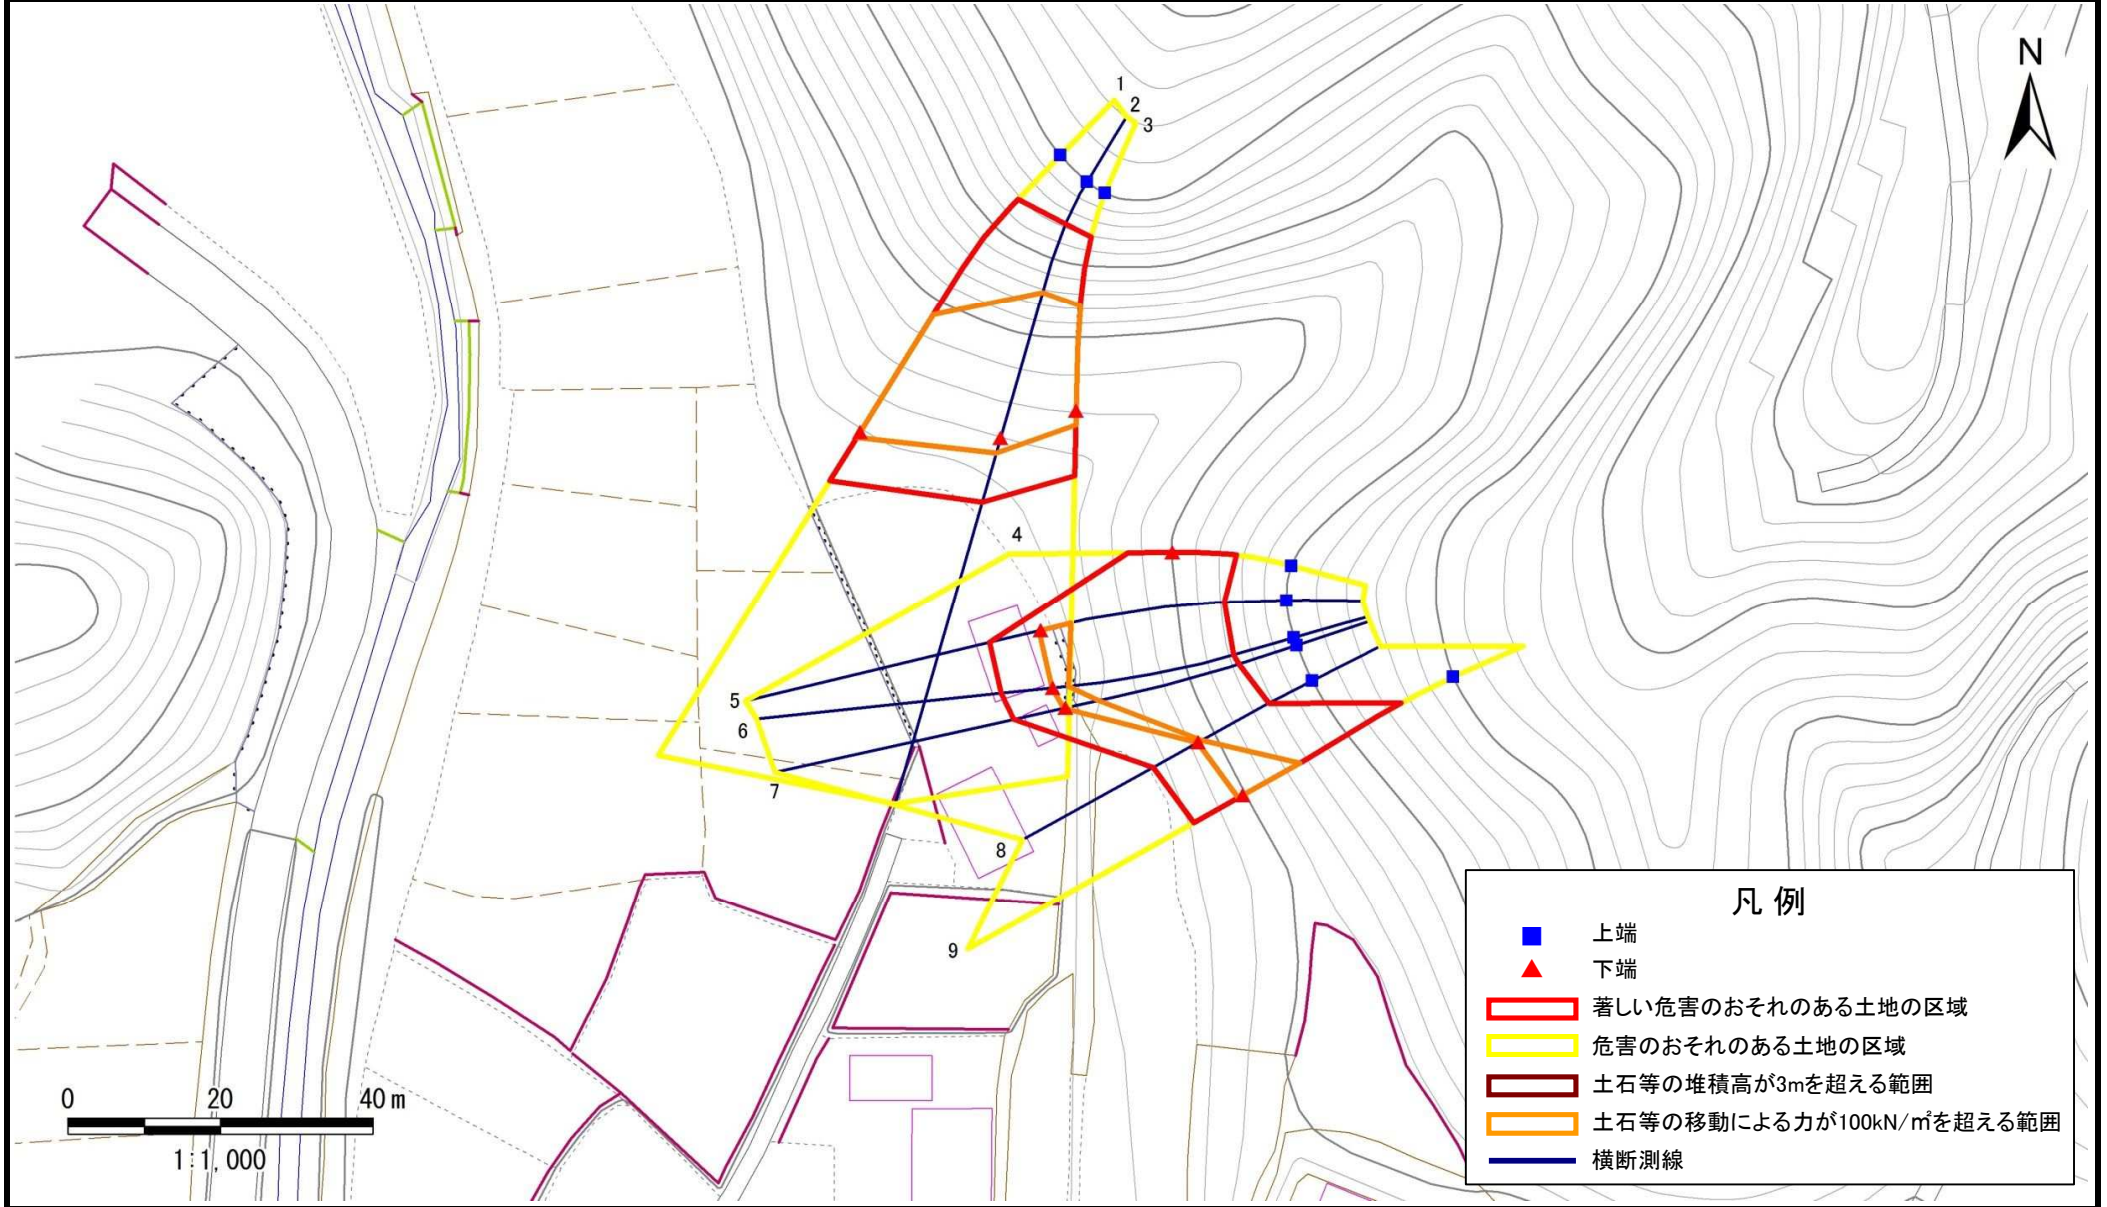 N
1
2
3
4
5
6
7
8
9
0 20 40 m
1:1,000
凡 例
上端
下端
著しい危害のおそれのある土地の区域
危害のおそれのある土地の区域
土石等の堆積高が3mを超える範囲
土石等の移動による力が100kN/㎡を超える範囲
横断測線